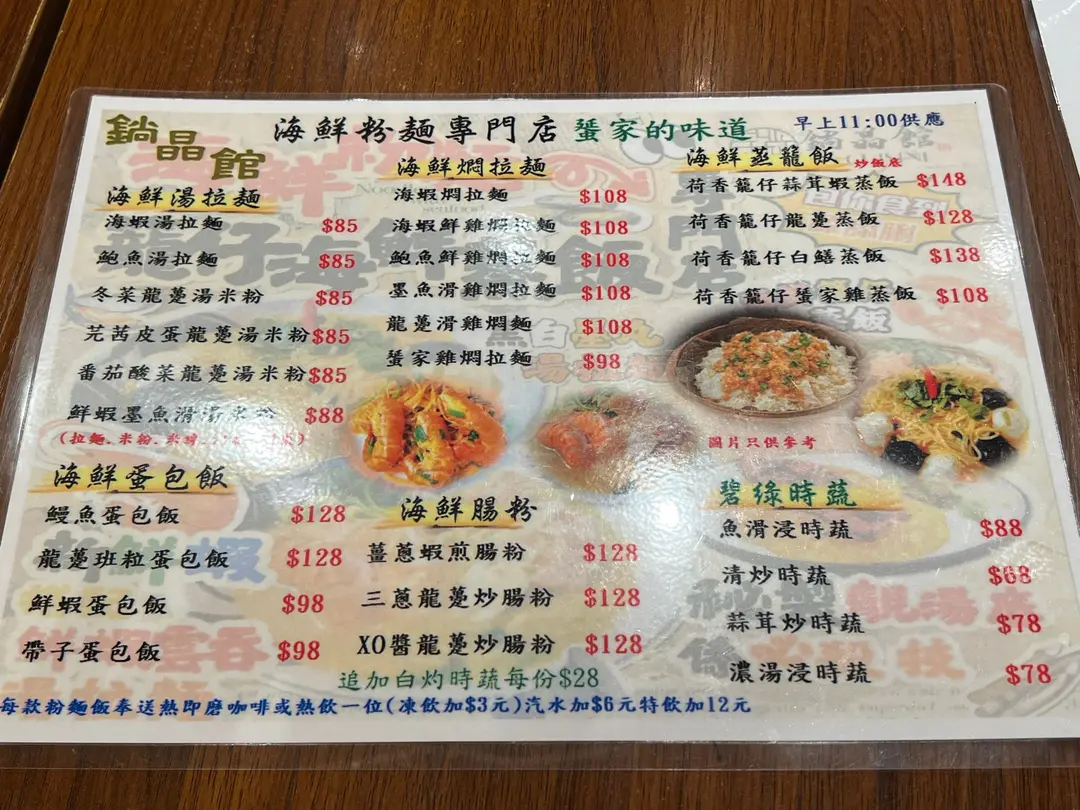 鍋晶館
海鮮粉麵專門店 蜑家的味道
早上11:00供應
海鮮湯拉麵
海蝦湯拉麵 $85
鮑魚湯拉麵 $85
冬菜龍躉湯米粉 $85
芫茜皮蛋龍躉湯米粉 $85
番茄酸菜龍躉湯米粉 $85
鮮蝦墨魚滑湯米粉 $88
(拉麵、米粉、米線、
海鮮蛋包飯
鰻魚蛋包飯 $128
龍躉班粒蛋包飯 $128
鮮蝦蛋包飯 $98
帶子蛋包飯 $98
海鮮燜拉麵
海蝦燜拉麵 $108
海蝦鮮雞燜拉麵 $108
鮑魚鮮雞燜拉麵 $108
墨魚滑雞燜拉麵 $108
龍躉滑雞燜麵 $108
蜑家雞燜拉麵 $98
海鮮腸粉
薑蔥蝦煎腸粉 $128
三蔥龍躉炒腸粉 $128
XO醬龍躉炒腸粉 $128
海鮮蒸籠飯 炒飯底
荷香籠仔蒜茸蝦蒸飯 $148
荷香籠仔龍躉蒸飯 $128
荷香籠仔白鱔蒸飯 $138
荷香籠仔蜑家雞蒸飯 $108
圖片只供參考
碧綠時蔬
魚滑浸時蔬 $88
清炒時蔬 $68
蒜茸炒時蔬 $78
濃湯浸時蔬 $78
追加白灼時蔬每份$28
每款粉麵飯奉送熱即磨咖啡或熱飲一位(凍飲加$3元)汽水加$6元特飲加12元